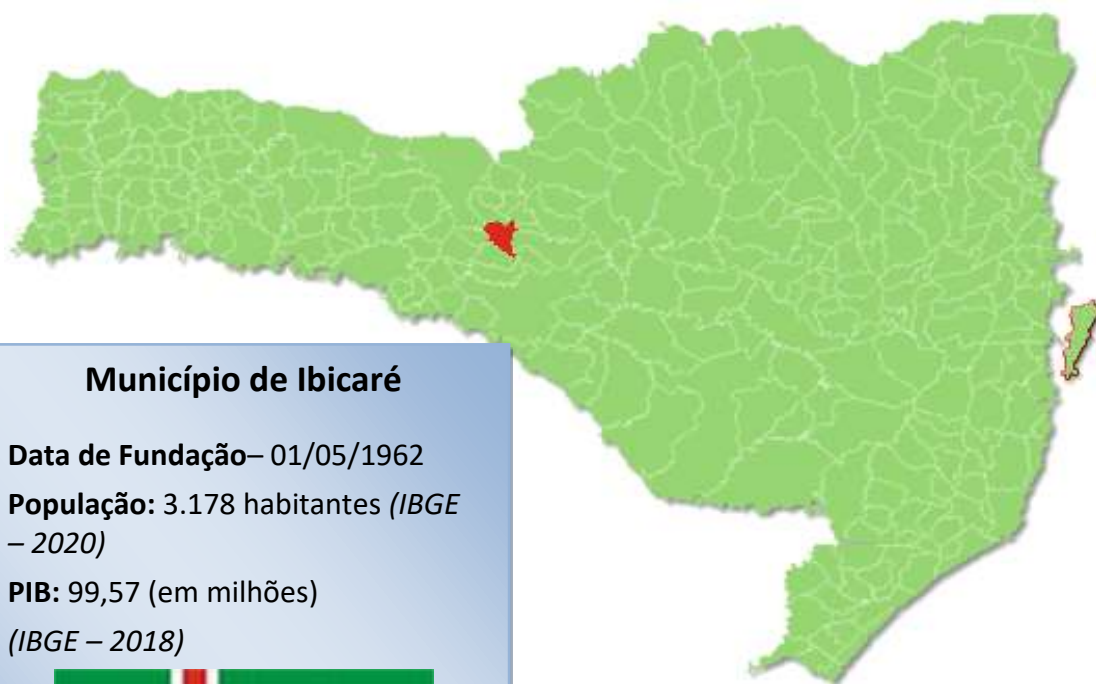 Município de Ibicaré
Data de Fundação– 01/05/1962
População: 3.178 habitantes (IBGE
– 2020)
PIB: 99,57 (em milhões)
(IBGE – 2018)